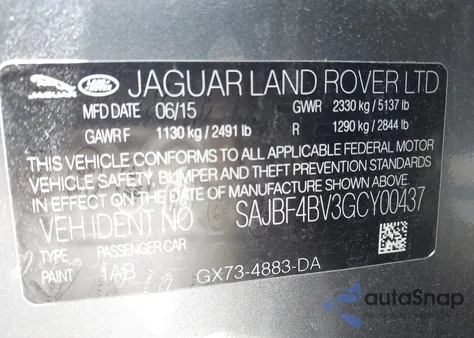 JAGUAR LAND ROVER JAGUAR LAND ROVER LTD
MFD DATE 06/15 GVWR 2330 kg / 5137 lb
GAWR F 1130 kg / 2491 lb R 1290 kg / 2844 lb
THIS VEHICLE CONFORMS TO ALL APPLICABLE FEDERAL MOTOR
VEHICLE SAFETY, BUMPER AND THEFT PREVENTION STANDARDS
IN EFFECT ON THE DATE OF MANUFACTURE SHOWN ABOVE.
VEH IDENT NO SAJBF4BV3GCY00437
TYPE PASSENGER CAR
PAINT 1AB GX73-4883-DA
autoSnap